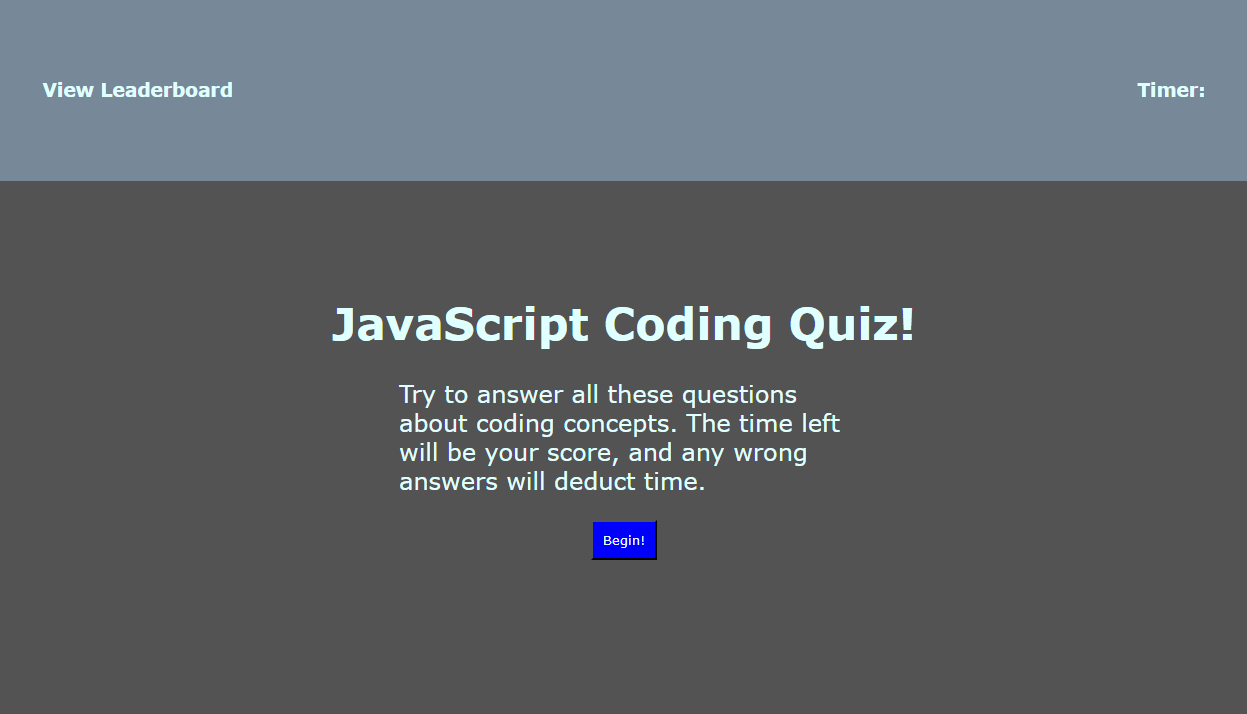 View Leaderboard
Timer:
JavaScript Coding Quiz!
Try to answer all these questions
about coding concepts. The time left
will be your score, and any wrong
answers will deduct time.
Begin!